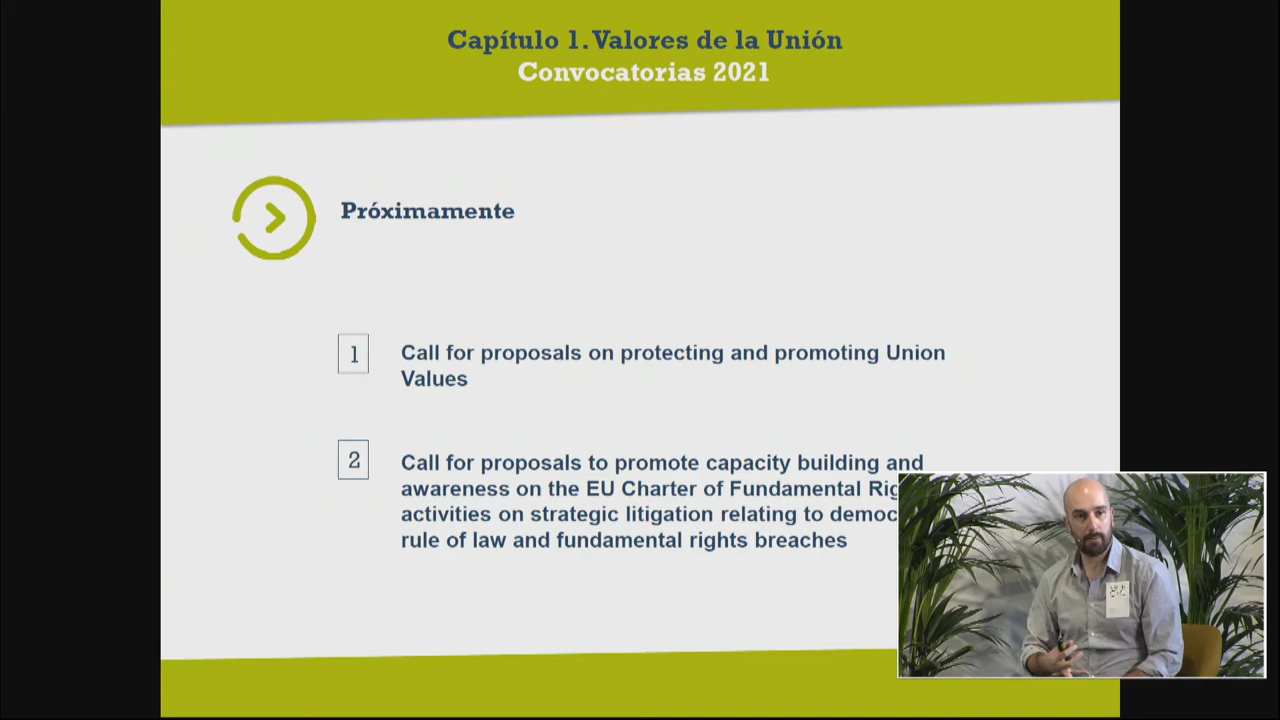 Capítulo 1. Valores de la Unión
Convocatorias 2021
Próximamente
1
Call for proposals on protecting and promoting Union
Values
2
Call for proposals to promote capacity building and
awareness on the EU Charter of Fundamental
activities on strategic litigation relating to
rule of law and fundamental rights breaches